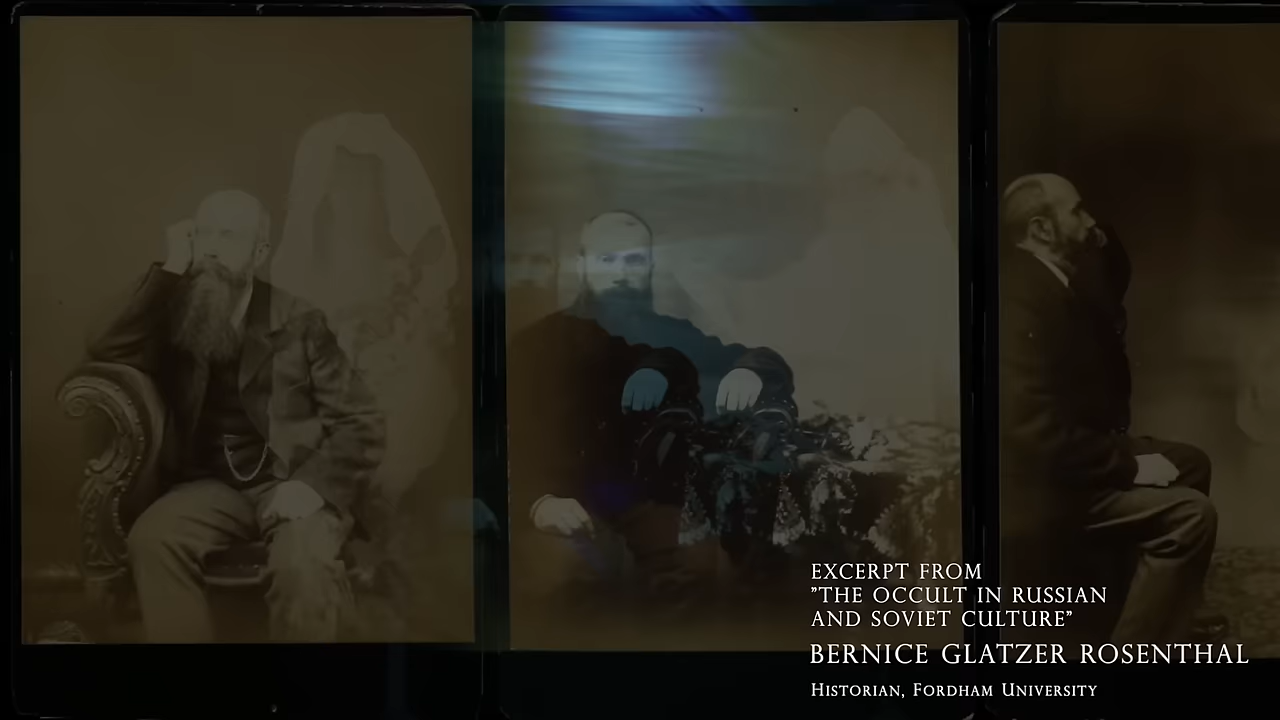 EXCERPT FROM
”THE OCCULT IN RUSSIAN
AND SOVIET CULTURE”
BERNICE GLATZER ROSENTHAL
HISTORIAN, FORDHAM UNIVERSITY